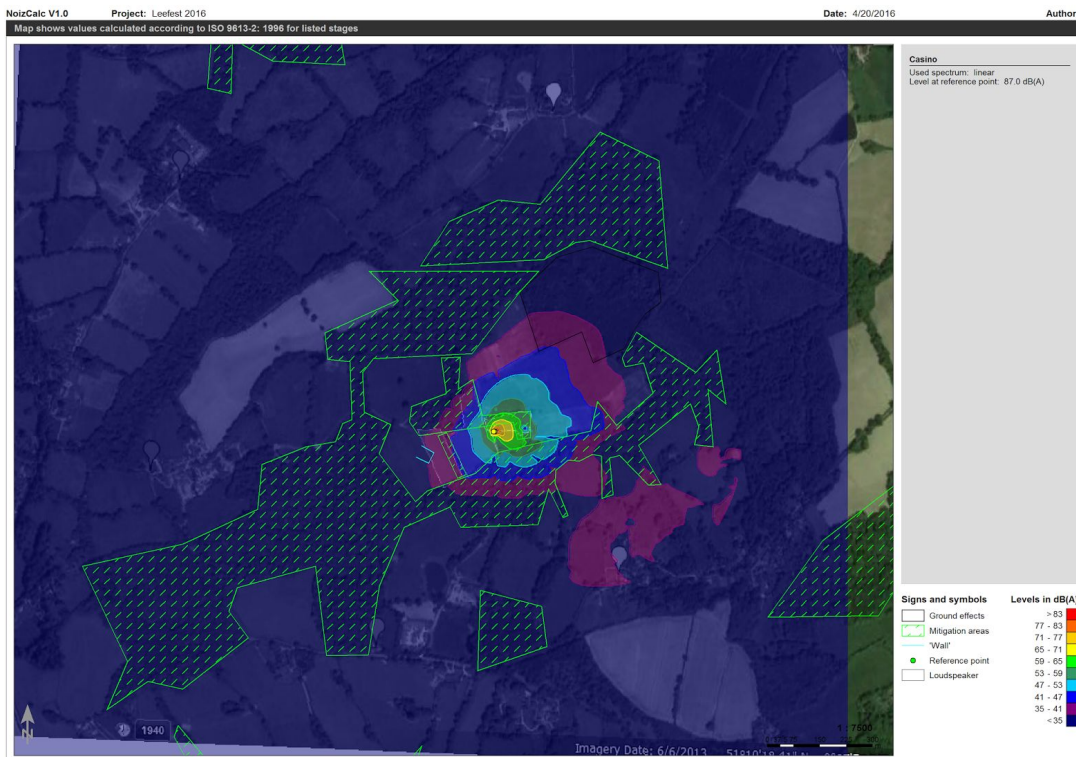 NoizCalc V1.0 Project: Leefest 2016 Date: 4/20/2016 Author
Map shows values calculated according to ISO 9613-2: 1996 for listed stages
Casino
Used spectrum: linear
Level at reference point: 87.0 dB(A)
Signs and symbols
Ground effects
Mitigation areas
'Wall'
Reference point
Loudspeaker
Levels in dB(A)
> 83
77 - 83
71 - 77
65 - 71
59 - 65
53 - 59
47 - 53
41 - 47
35 - 41
< 35
N
1940
1: 7500
Imagery Date: 6/6/2013